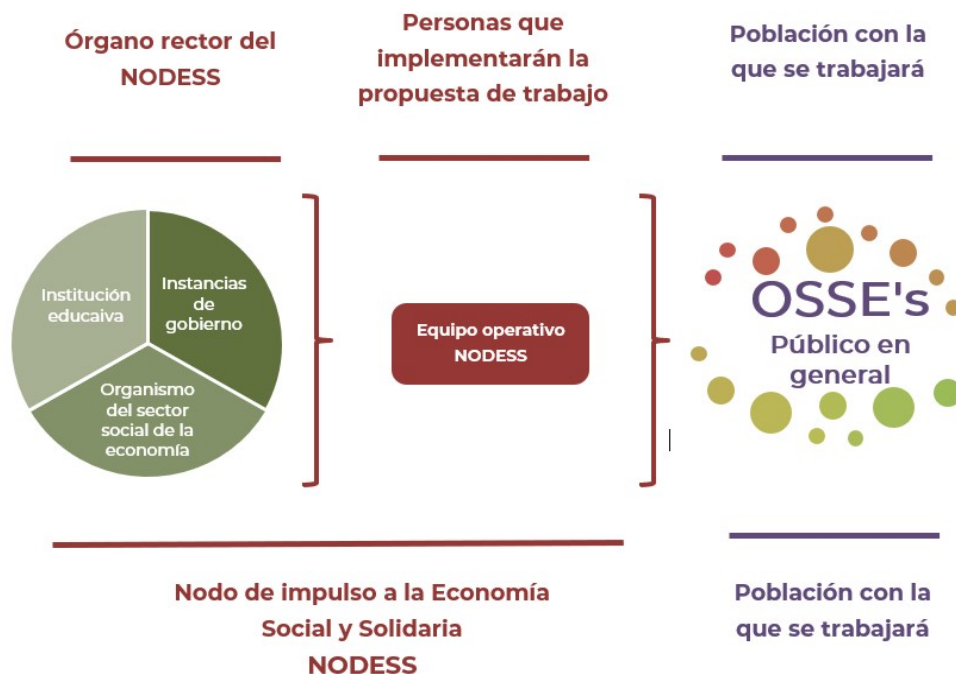 Órgano rector del
NODESS
Personas que
implementarán la
propuesta de trabajo
Población con la
que se trabajará
Institución
educaiva
Instancias
de
gobierno
Organismo
del sector
social de la
economía
Equipo operativo
NODESS
OSSE's
Público en
general
Nodo de impulso a la Economía
Social y Solidaria
NODESS
Población con la
que se trabajará